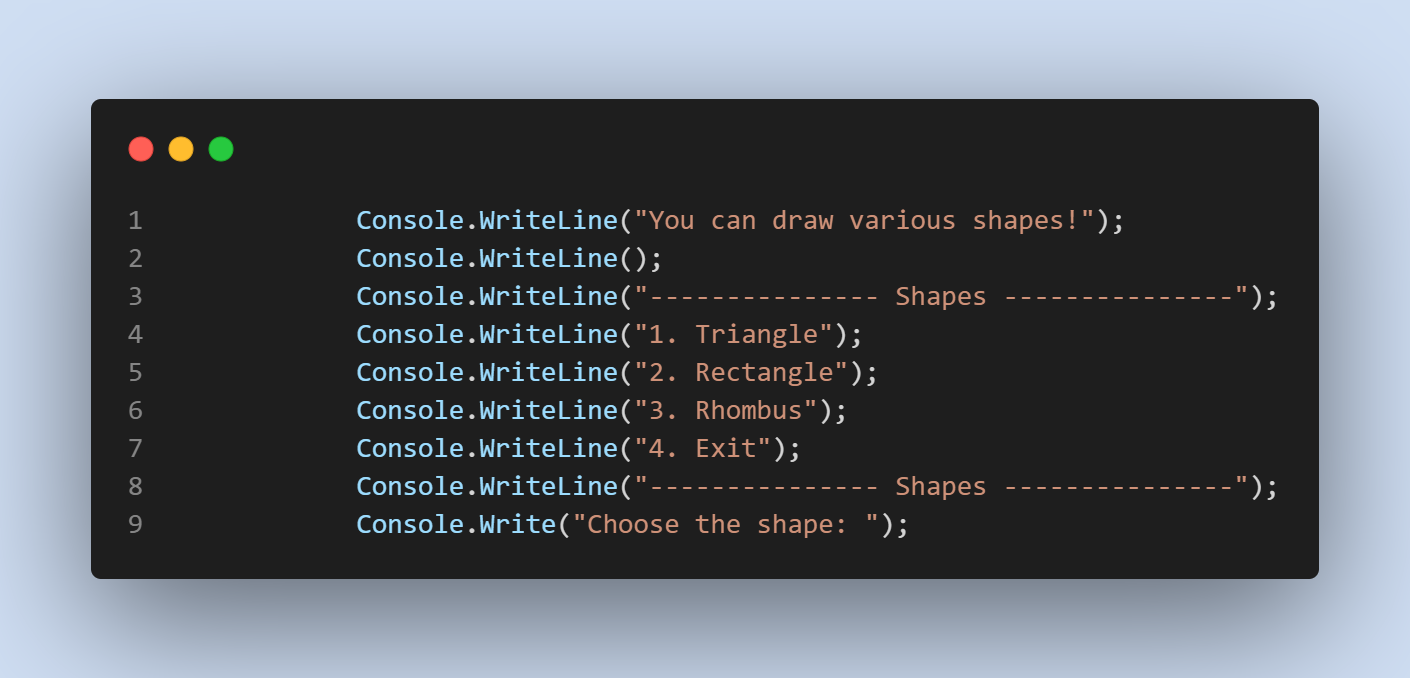 1 Console.WriteLine("You can draw various shapes!");
2 Console.WriteLine();
3 Console.WriteLine("--------------- Shapes ---------------");
4 Console.WriteLine("1. Triangle");
5 Console.WriteLine("2. Rectangle");
6 Console.WriteLine("3. Rhombus");
7 Console.WriteLine("4. Exit");
8 Console.WriteLine("--------------- Shapes ---------------");
9 Console.Write("Choose the shape: ");